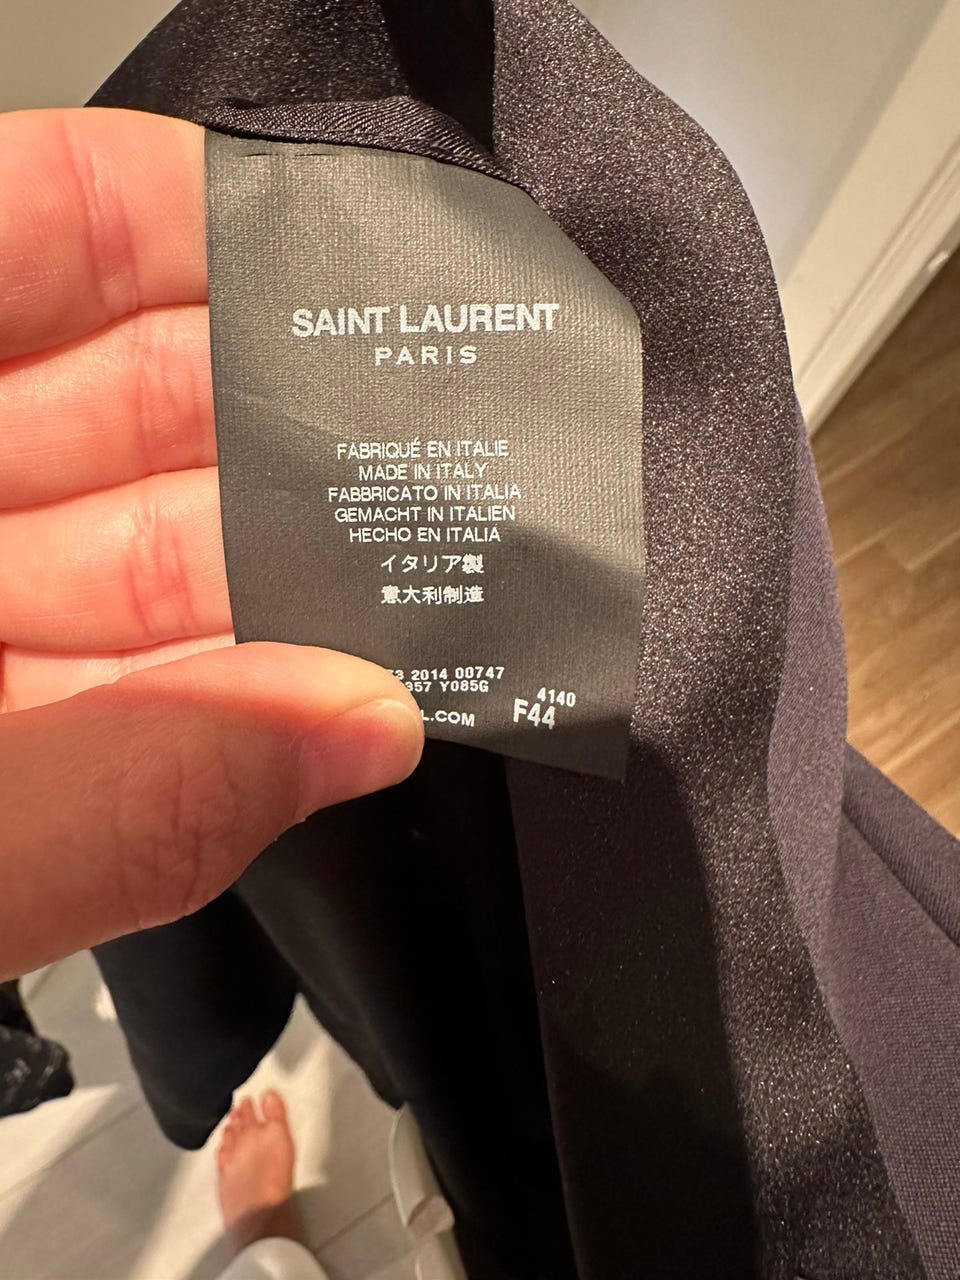 SAINT LAURENT
PARIS
FABRIQUÉ EN ITALIE
MADE IN ITALY
FABBRICATO IN ITALIA
GEMACHT IN ITALIEN
HECHO EN ITALIA
イタリア製
意大利制造
2014 00747
Y085G
4140
F44
L.COM